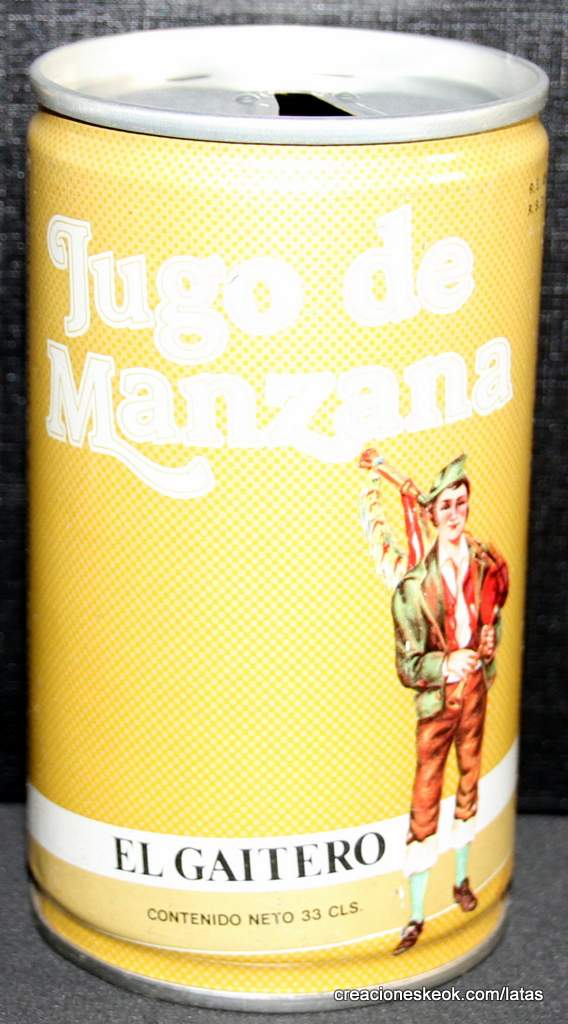 Jugo de
Manzana
EL GAITERO
CONTENIDO NETO 33 CLS.
creacioneskeok.com/latas